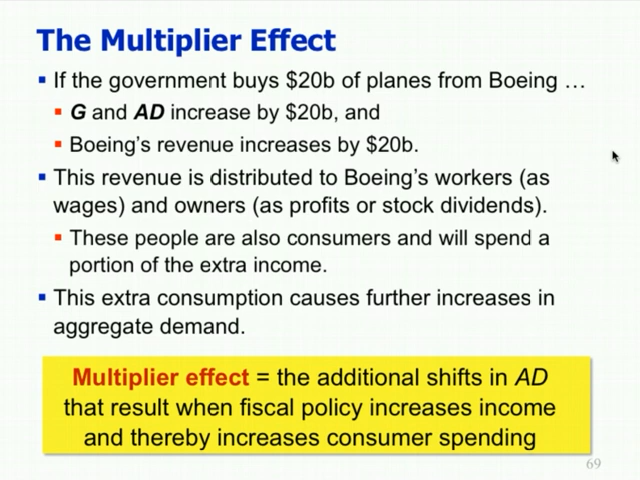 The Multiplier Effect
▪ If the government buys $20b of planes from Boeing …
▪ G and AD increase by $20b, and
▪ Boeing’s revenue increases by $20b.
▪ This revenue is distributed to Boeing’s workers (as
wages) and owners (as profits or stock dividends).
▪ These people are also consumers and will spend a
portion of the extra income.
▪ This extra consumption causes further increases in
aggregate demand.
Multiplier effect = the additional shifts in AD
that result when fiscal policy increases income
and thereby increases consumer spending
69